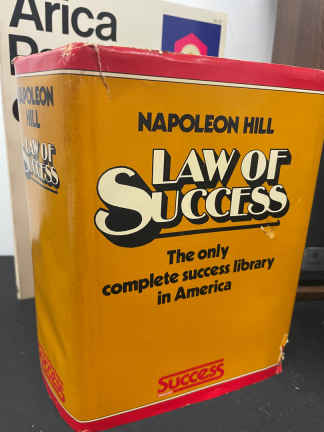 Arica
NAPOLEON
HILL
LAW OF
SUCCESS
NAPOLEON HILL
LAW OF
SUCCESS
The only
complete success library
in America
Success
Success